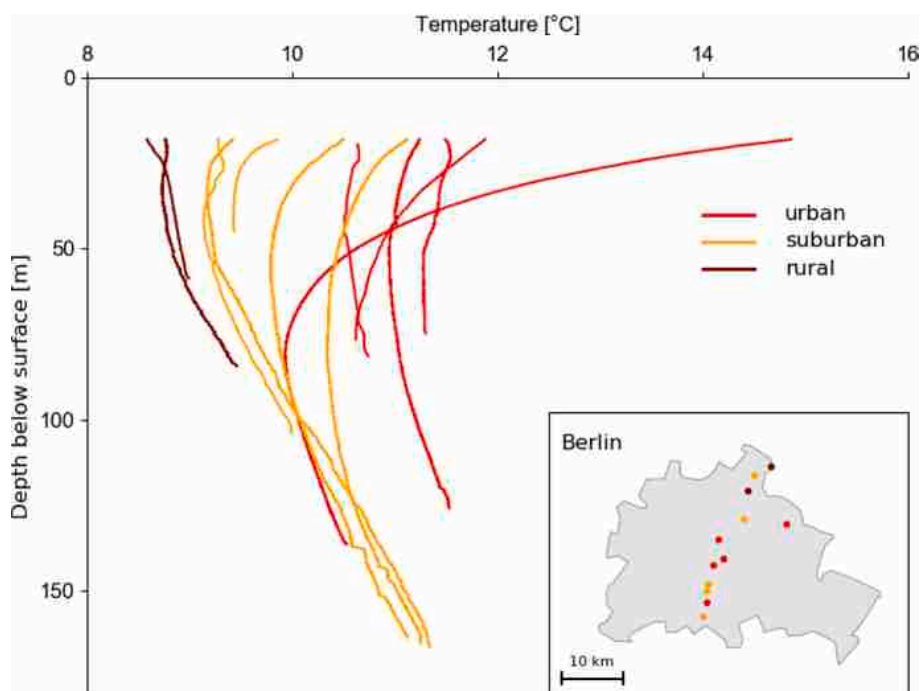 Temperature [°C]
8 10 12 14 16
0
50
100
150
Depth below surface [m]
urban
suburban
rural
Berlin
10 km